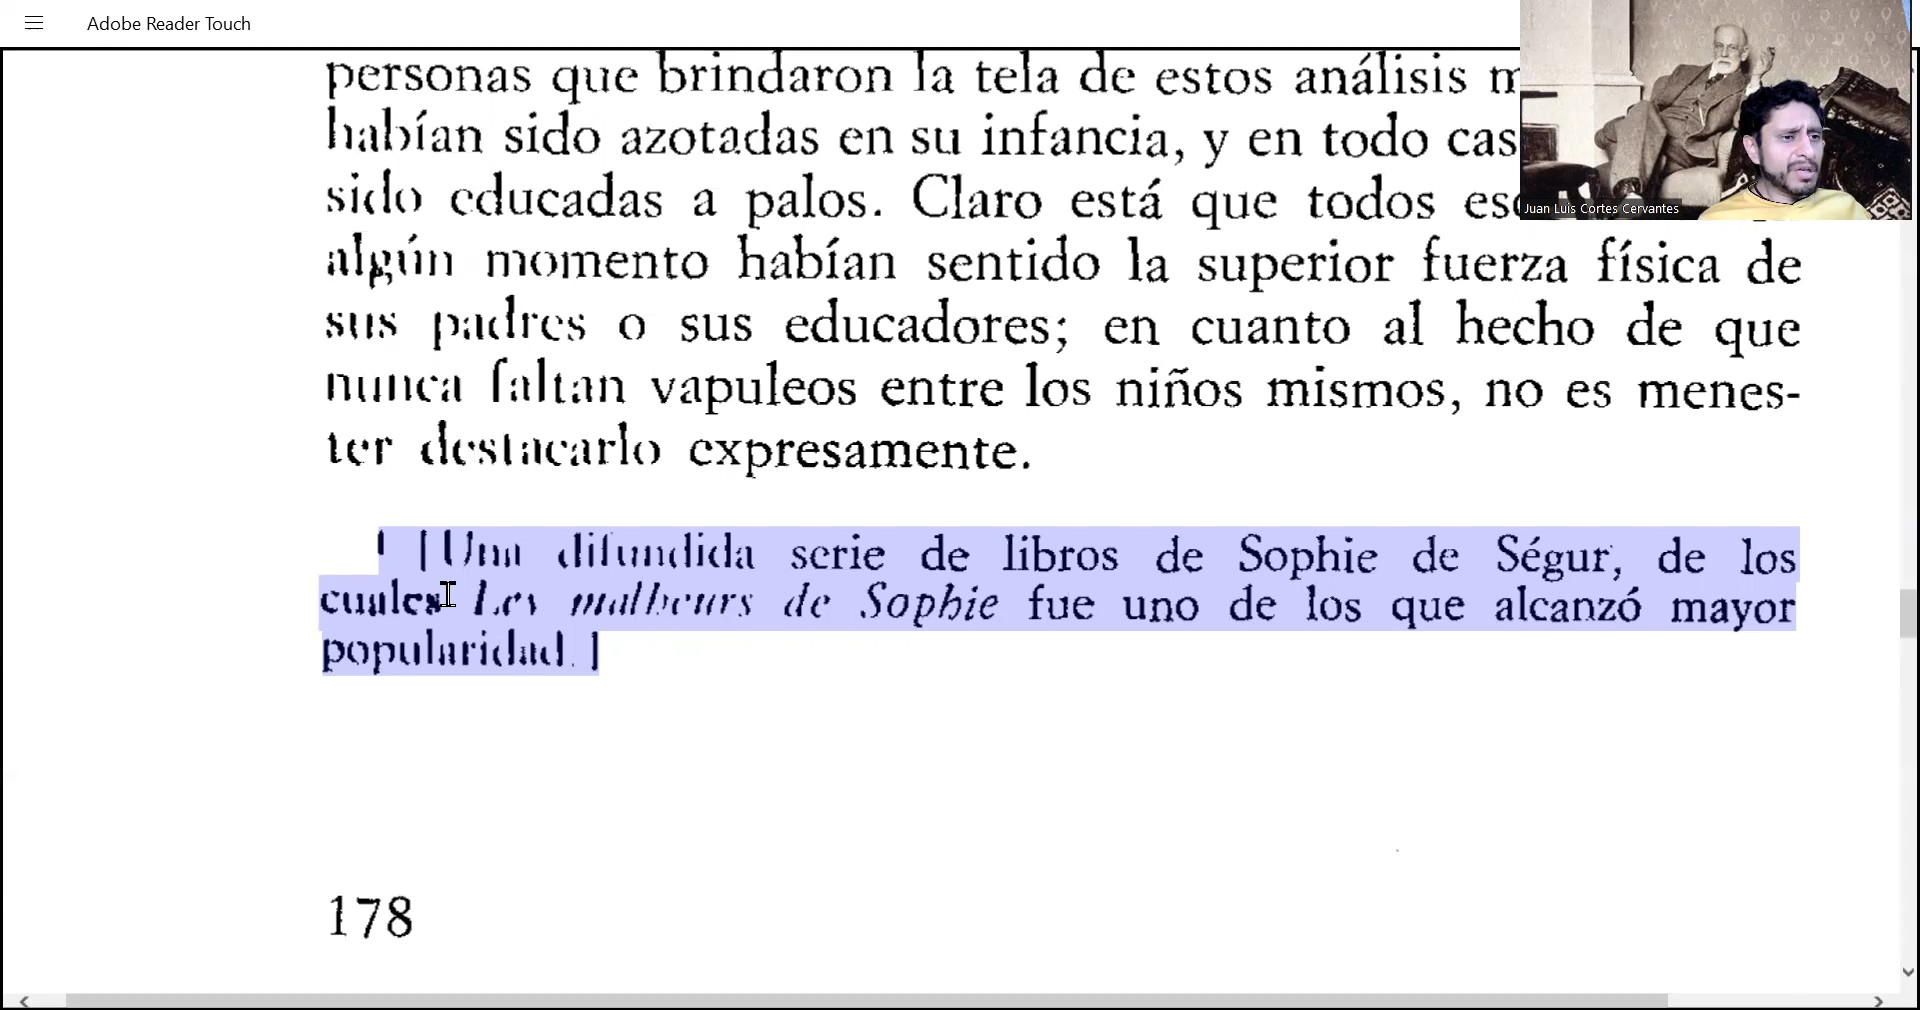 Adobe Reader Touch
personas que brindaron la tela de estos análisis
habían sido azotadas en su infancia, y en todo
sido educadas a palos. Claro está que todos
Juan Luis Cortes Cervantes
algún momento habían sentido la superior fuerza física de
sus padres o sus educadores; en cuanto al hecho de que
nunca faltan vapuleos entre los niños mismos, no es menes-
ter destacarlo expresamente.
1 [Una difundida serie de libros de Sophie de Ségur, de los
cuales Les malheurs de Sophie fue uno de los que alcanzó mayor
popularidad.]
178